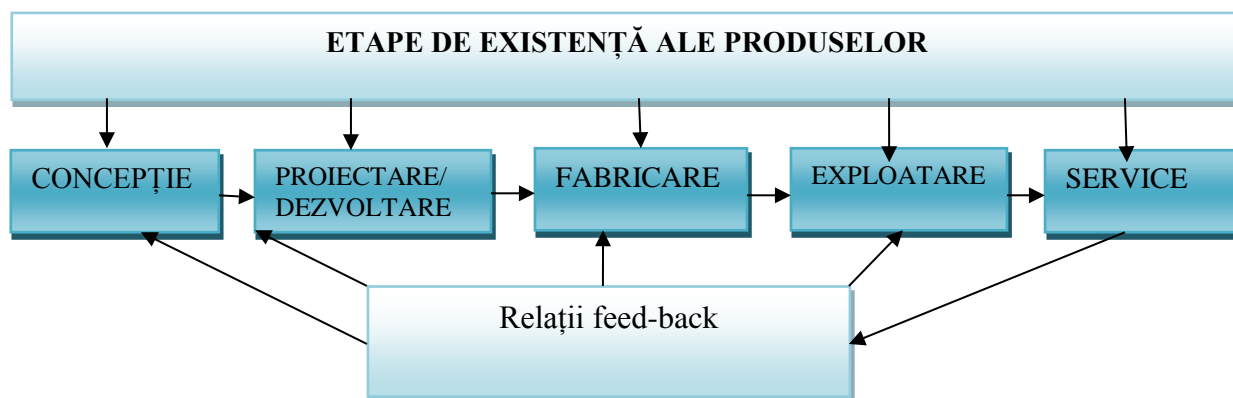 ETAPE DE EXISTENȚĂ ALE PRODUSELOR
CONCEPȚIE
PROIECTARE/
DEZVOLTARE
FABRICARE
EXPLOATARE
SERVICE
Relații feed-back